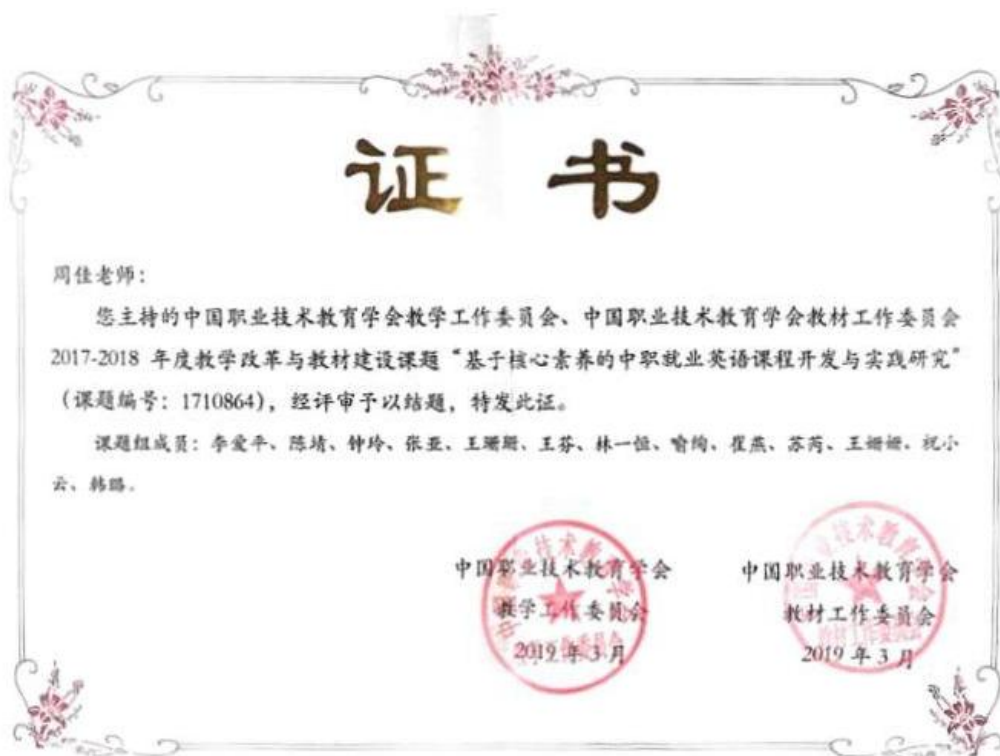 证 书
周佳老师：
您主持的中国职业技术教育学会教学工作委员会、中国职业技术教育学会教材工作委员会
2017-2018 年度教学改革与教材建设课题“基于核心素养的中职就业英语课程开发与实践研究”
（课题编号：1710864），经评审予以结题，特发此证。
课题组成员：李爱平、陈靖、钟玲、张亚、王珊珊、王芬、林一恒、喻绚、崔燕、苏芮、王姗姗、祝小
云、韩璐。
中国职业技术教育学会
教学工作委员会
2019 年 3 月
中国职业技术教育学会
教材工作委员会
2019 年 3 月